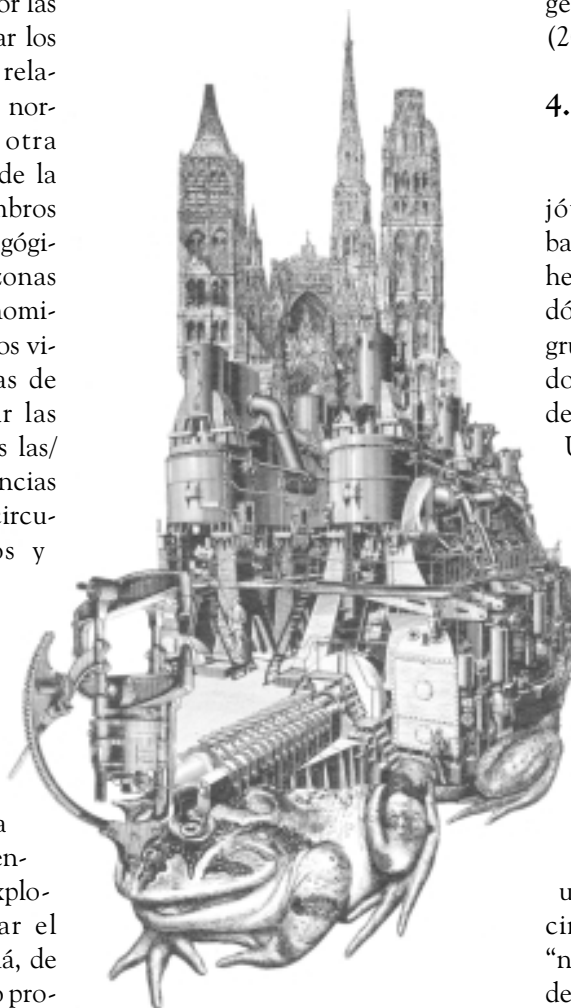 or las
ar los
rela-
nor-
otra
de la
mbros
gógi-
zonas
nomi-
os vi-
as de
ar las
s las/
ncias
circu-
os y
a
en-
xplo-
ar el
á, de
o pro-
ge
(2
4.
jó
ba
he
dó
gru
do
de
U
u
cir
“n
de